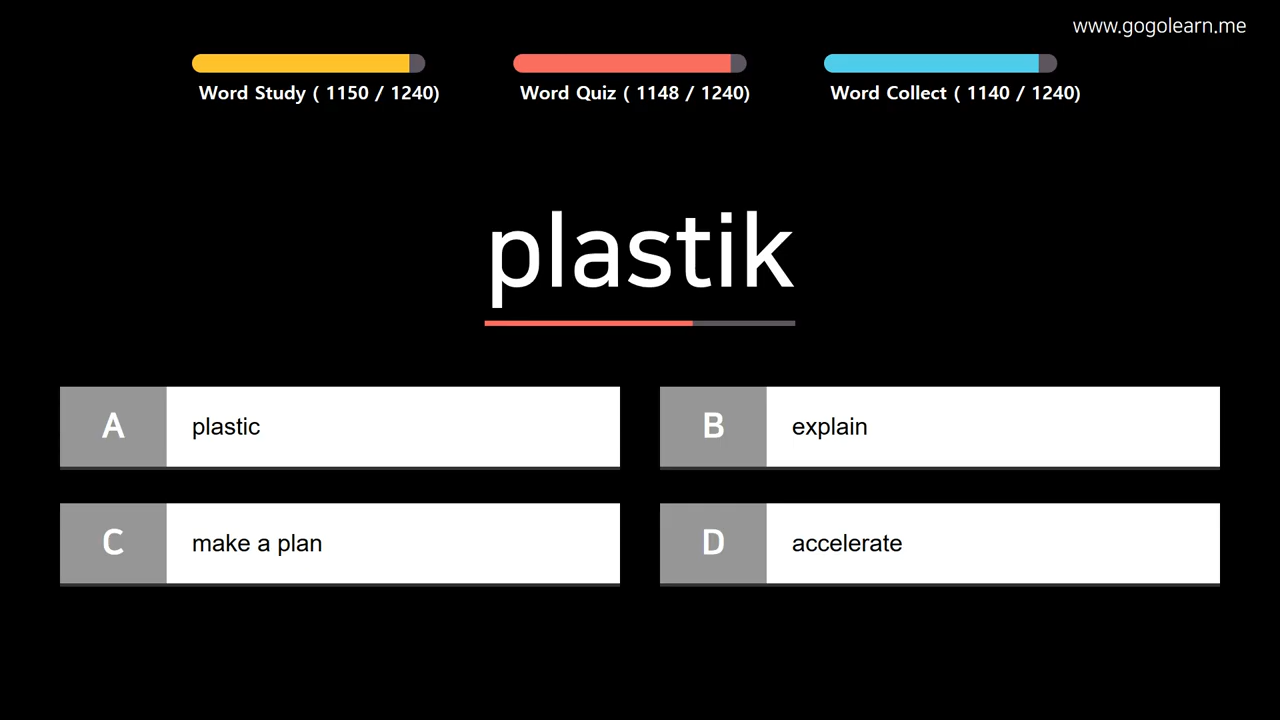 www.gogolearn.me
Word Study ( 1150 / 1240)
Word Quiz ( 1148 / 1240)
Word Collect ( 1140 / 1240)
plastik
A plastic
B explain
C make a plan
D accelerate